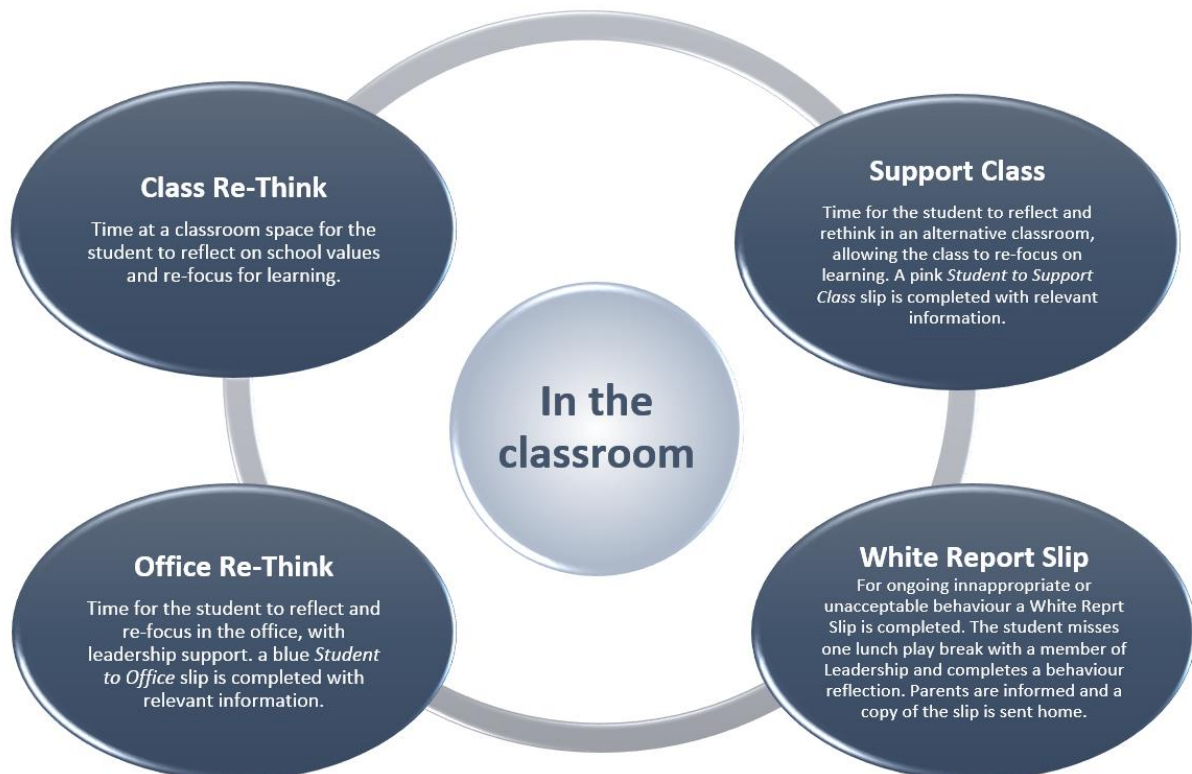 Class Re-Think
Time at a classroom space for the
student to reflect on school values
and re-focus for learning.
Support Class
Time for the student to reflect and
rethink in an alternative classroom,
allowing the class to re-focus on
learning. A pink Student to Support
Class slip is completed with relevant
information.
In the
classroom
Office Re-Think
Time for the student to reflect and
re-focus in the office, with
leadership support. a blue Student
to Office slip is completed with
relevant information.
White Report Slip
For ongoing innappropriate or
unacceptable behaviour a White Reprt
Slip is completed. The student misses
one lunch play break with a member of
Leadership and completes a behaviour
reflection. Parents are informed and a
copy of the slip is sent home.